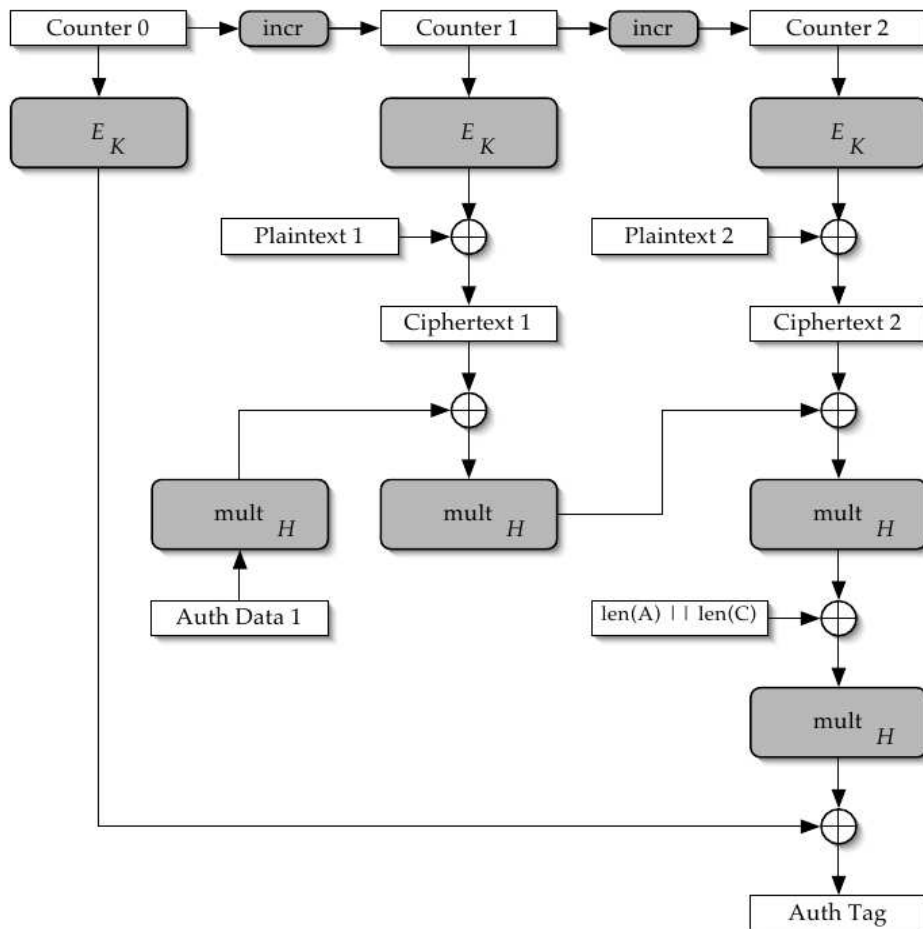 Counter 0
incr
Counter 1
incr
Counter 2
E K
E K
E K
Plaintext 1
Plaintext 2
Ciphertext 1
Ciphertext 2
mult H
mult H
mult H
Auth Data 1
len(A) || len(C)
mult H
Auth Tag